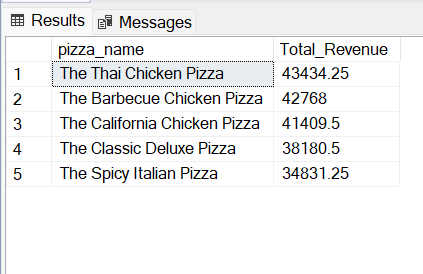 Results Messages
pizza_name Total_Revenue
1 The Thai Chicken Pizza 43434.25
2 The Barbecue Chicken Pizza 42768
3 The California Chicken Pizza 41409.5
4 The Classic Deluxe Pizza 38180.5
5 The Spicy Italian Pizza 34831.25